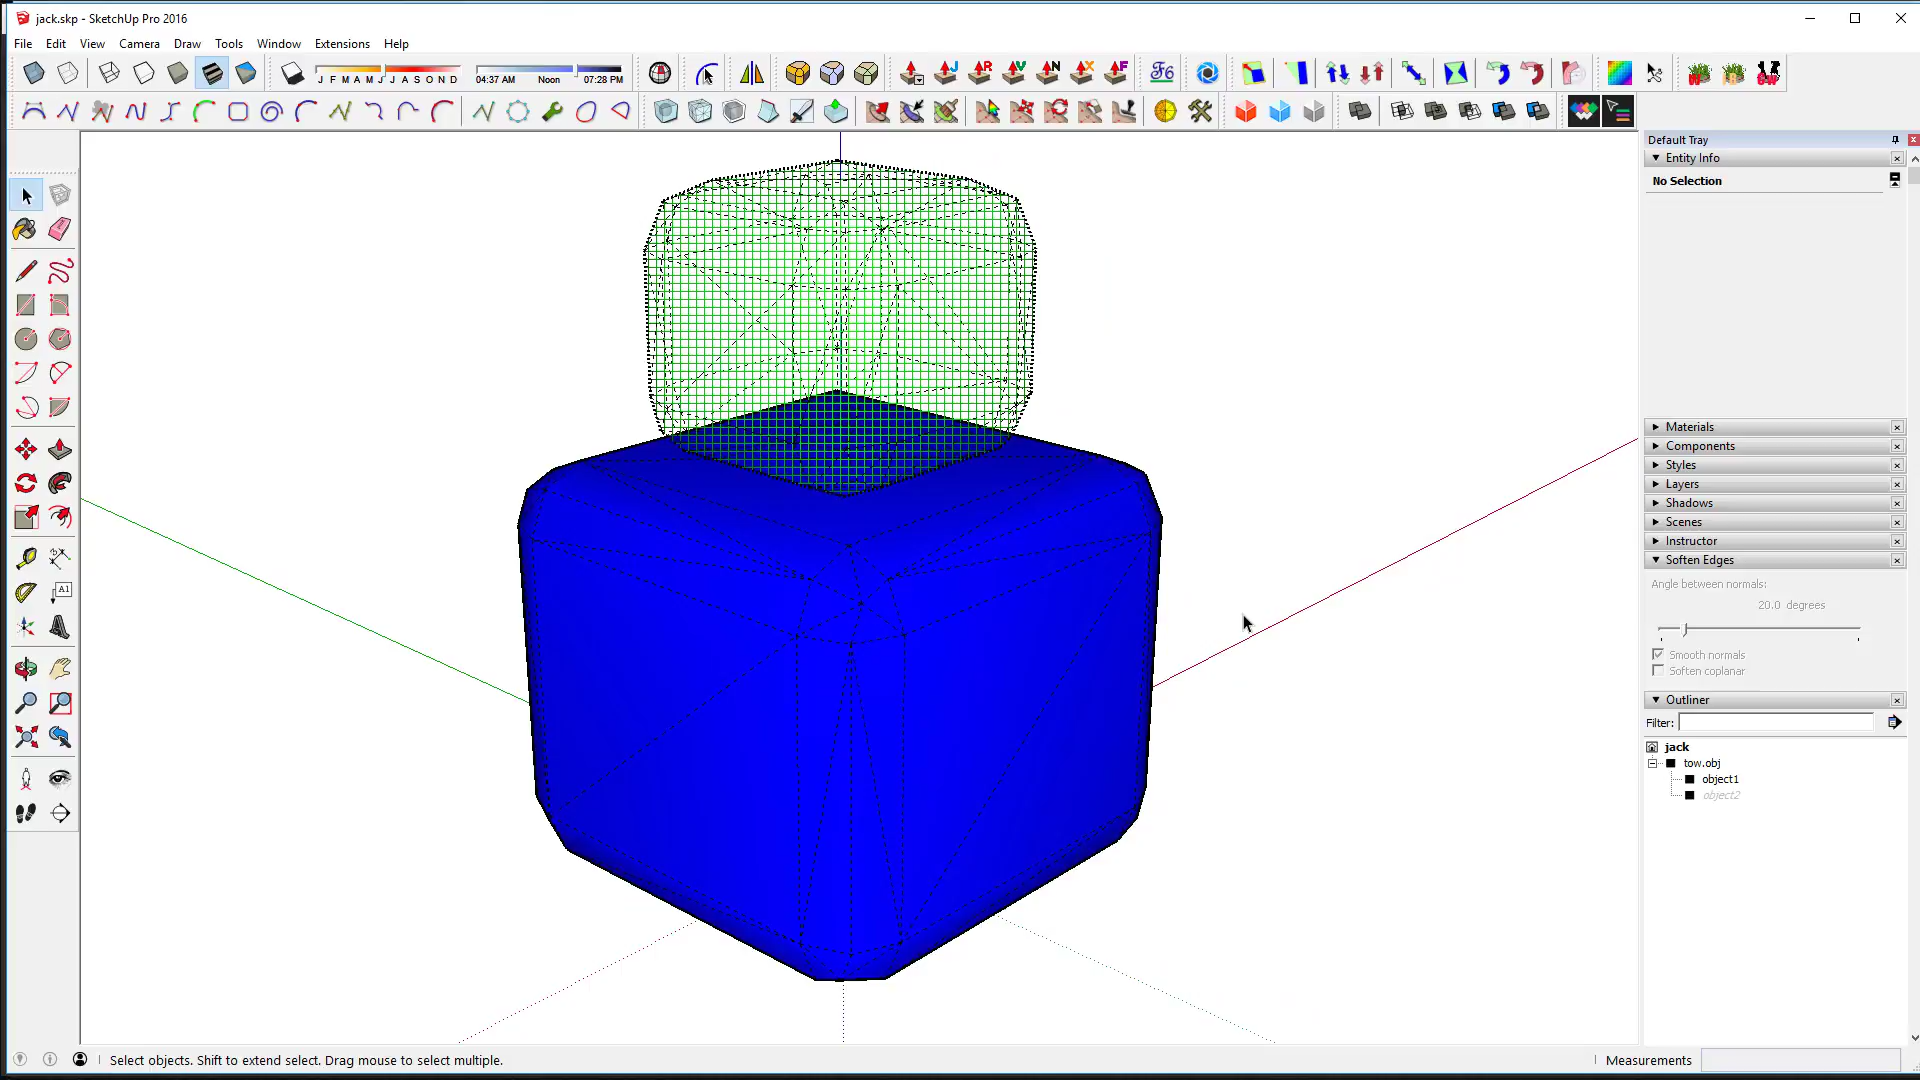 jack.skp - SketchUp Pro 2016
File Edit View Camera Draw Tools Window Extensions Help
J F M A M J J A S O N D
04:37 AM Noon 07:28 PM
J R V N X F
F6
A1
Default Tray
Entity Info
No Selection
Materials
Components
Styles
Layers
Shadows
Scenes
Instructor
Soften Edges
Angle between normals:
20.0 degrees
Smooth normals
Soften coplanar
Outliner
Filter:
jack
tow.obj
object1
object2
Select objects. Shift to extend select. Drag mouse to select multiple.
Measurements